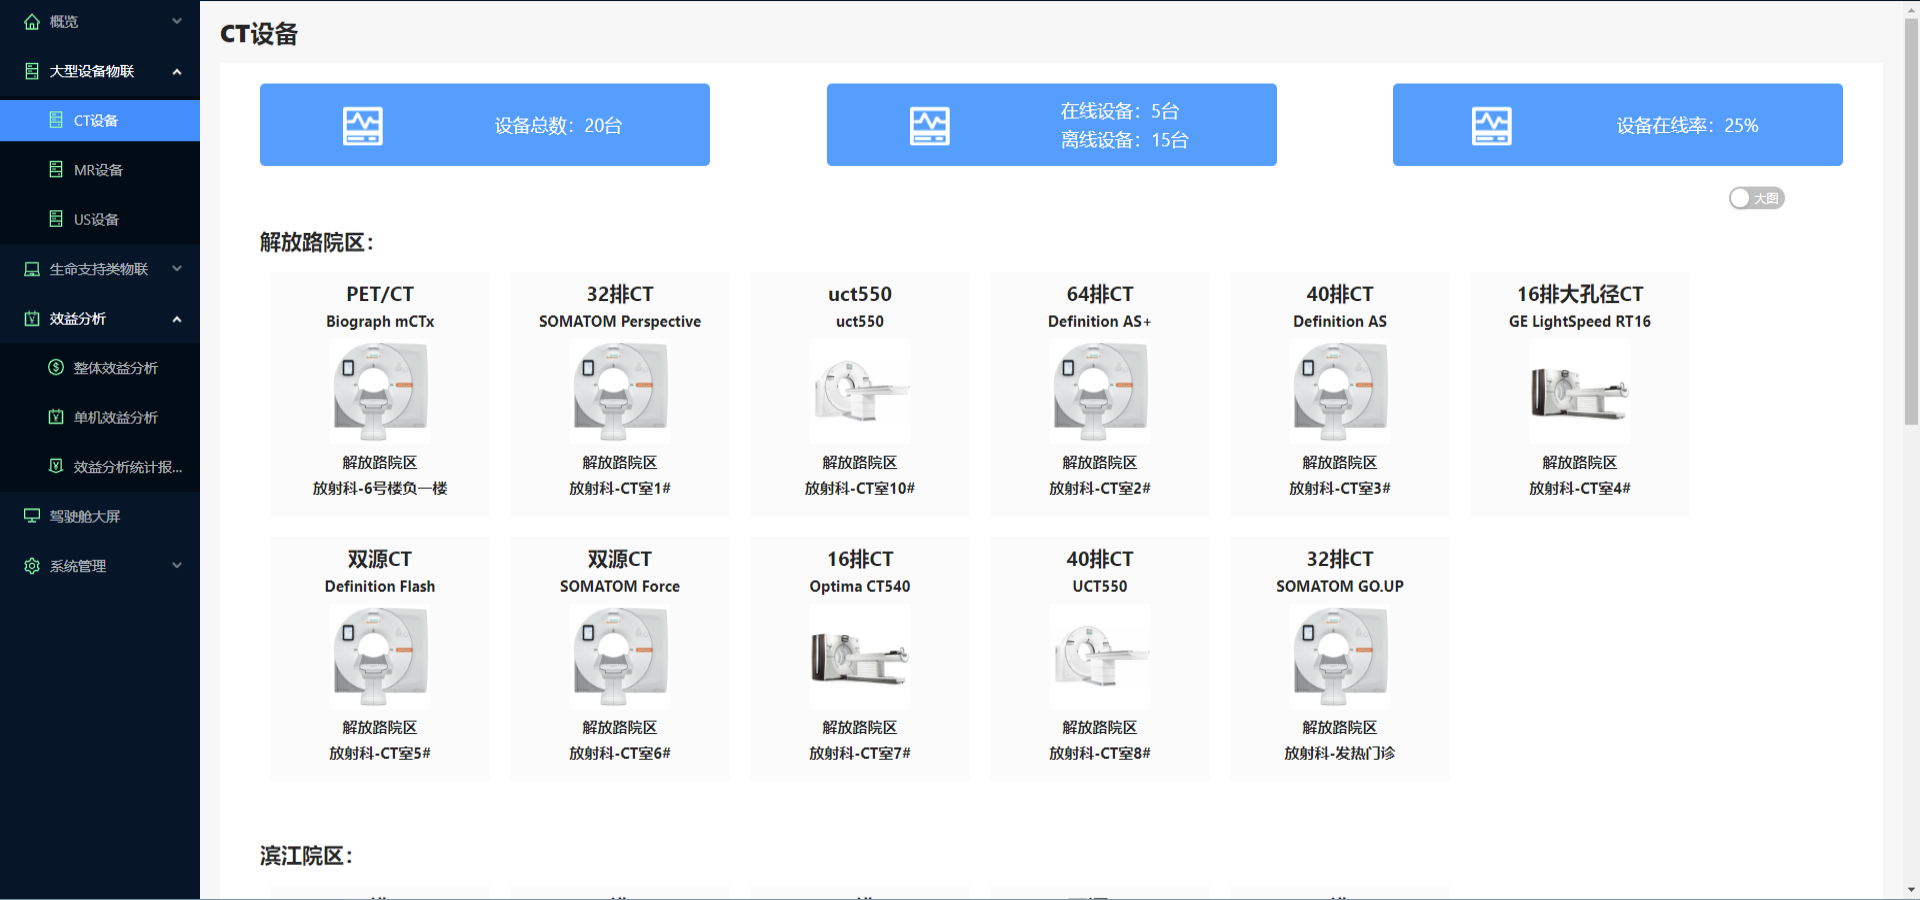 概览
大型设备物联
CT设备
MR设备
US设备
生命支持类物联
效益分析
整体效益分析
单机效益分析
效益分析统计报...
驾驶舱大屏
系统管理
CT设备
设备总数：20台
在线设备：5台
离线设备：15台
设备在线率：25%
大图
解放路院区：
PET/CT
Biograph mCTx
解放路院区
放射科-6号楼负一楼
32排CT
SOMATOM Perspective
解放路院区
放射科-CT室1#
uct550
uct550
解放路院区
放射科-CT室10#
64排CT
Definition AS+
解放路院区
放射科-CT室2#
40排CT
Definition AS
解放路院区
放射科-CT室3#
16排大孔径CT
GE LightSpeed RT16
解放路院区
放射科-CT室4#
双源CT
Definition Flash
解放路院区
放射科-CT室5#
双源CT
SOMATOM Force
解放路院区
放射科-CT室6#
16排CT
Optima CT540
解放路院区
放射科-CT室7#
40排CT
UCT550
解放路院区
放射科-CT室8#
32排CT
SOMATOM GO.UP
解放路院区
放射科-发热门诊
滨江院区：